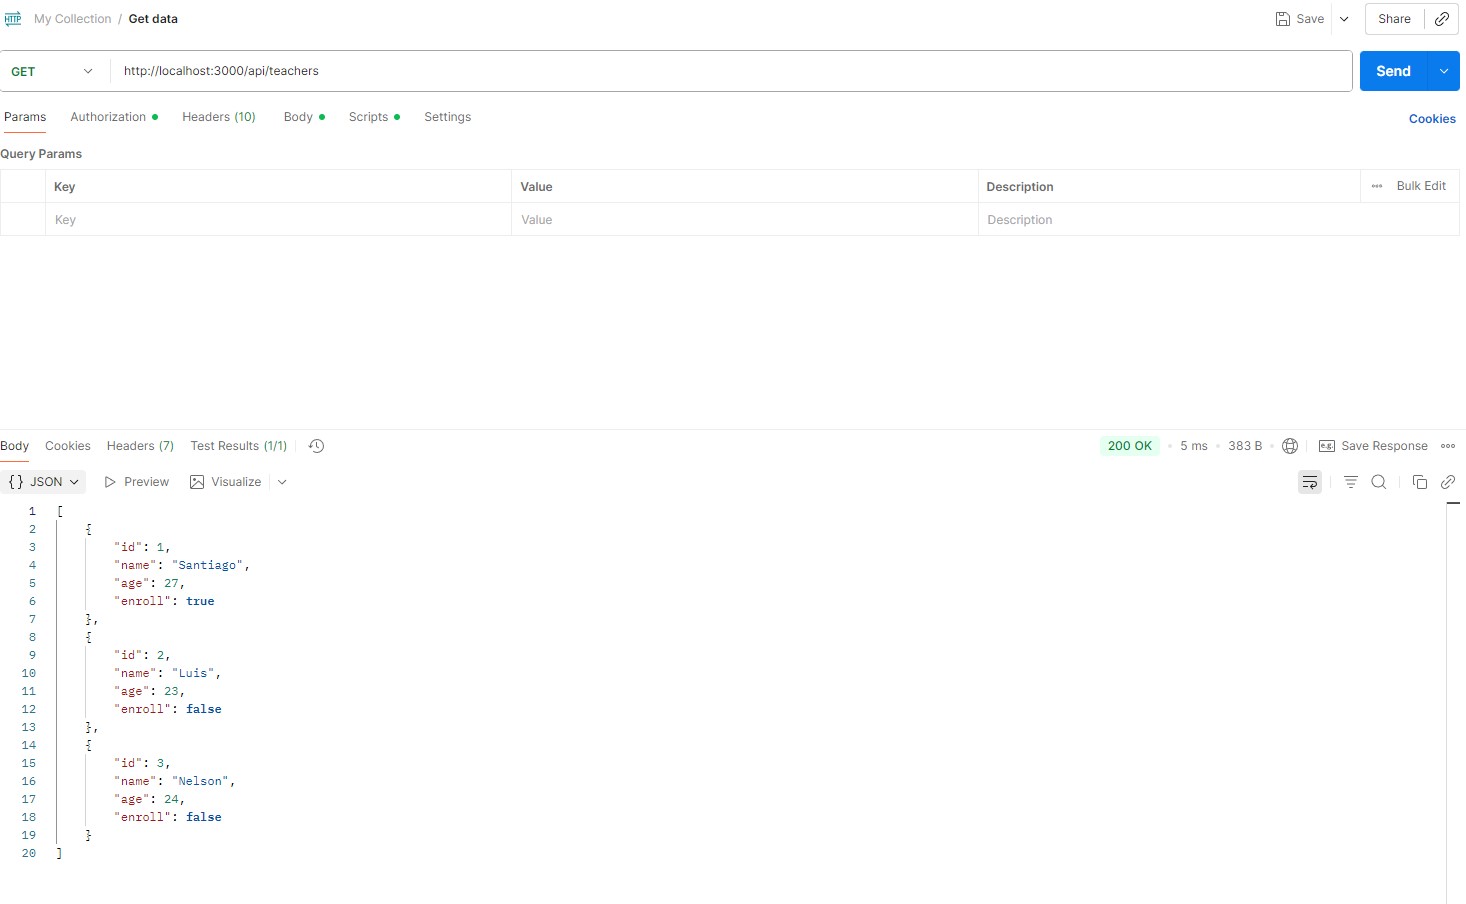 HTTP My Collection / Get data Save Share
GET http://localhost:3000/api/teachers Send
Params Authorization Headers (10) Body Scripts Settings Cookies
Query Params
Key Value Description Bulk Edit
Key Value Description
Body Cookies Headers (7) Test Results (1/1) 200 OK 5 ms 383 B e.g. Save Response
{} JSON Preview Visualize
1 [
2 {
3 "id": 1,
4 "name": "Santiago",
5 "age": 27,
6 "enroll": true
7 },
8 {
9 "id": 2,
10 "name": "Luis",
11 "age": 23,
12 "enroll": false
13 },
14 {
15 "id": 3,
16 "name": "Nelson",
17 "age": 24,
18 "enroll": false
19 }
20 ]